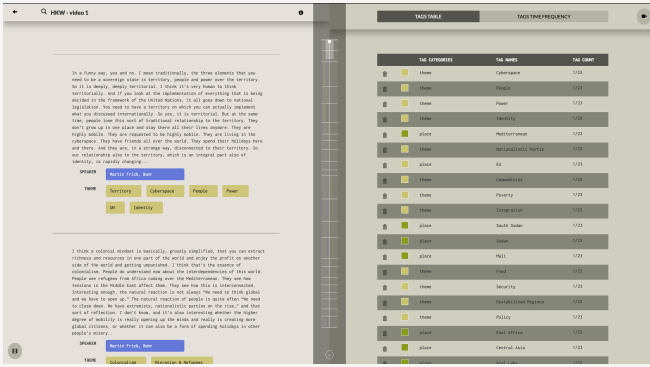 HKW - video 1
TAGS TABLE
TAGS TIME FREQUENCY
In a funny way, yes and no. I mean traditionally, the three elements that you
need to be a sovereign state is territory, people and power over the territory.
So it is deeply, deeply territorial. I think it's very human to think
territorially. And if you look at the implementation of everything that is being
decided in the framework of the United Nations, it all goes down to national
legislation. You need to have a territory on which you can actually implement
what you discussed internationally. So yes, it is territorial. But at the same
time, people lose this sort of traditional relationship to the territory. They
don't grow up in one place and stay there all their lives anymore. They are
highly mobile. They are requested to be highly mobile. They are living in the
cyberspace. They have friends all over the world. They spend their holidays here
and there. And they are, in a strange way, disconnected to their territory. So
our relationship also to the territory, which is an integral part also of
identity, is rapidly changing...
SPEAKER
Martin Frick, Bonn
THEME
Territory
Cyberspace
People
Power
UN
Identity
I think a colonial mindset is basically, grossly simplified, that you can extract
richness and resources in one part of the world and enjoy the profit on another
side of the world and getting unpunished. I think that's the essence of
colonialism. People do understand now about the interdependencies of this world.
People see refugees from Africa coming over the Mediterranean. They see how
tensions in the Middle East affect them. They see how this is interconnected.
Interesting enough, the natural reaction is not always "We need to think global
and we have to open up." The natural reaction of people is quite often "We need
to close down. We have extremists, nationalistic parties on the rise," and that
sort of reflection. I don't know, and it's also interesting whether the higher
degree of mobility is really opening up the minds and really is creating more
global citizens, or whether it can also be a form of spending holidays in other
people's misery..
SPEAKER
Martin Frick, Bonn
THEME
Colonialism
Migration & Refugees
TAG CATEGORIES TAG NAMES TAG COUNT
theme Cyberspace 1/23
theme People 1/23
theme Power 1/23
theme Identity 1/23
place Mediterranean 1/23
theme Nationalistic Partie 1/23
place EU 1/23
theme Communities 1/23
theme Poverty 1/23
theme Integration 1/23
place South Sudan 1/23
place Sudan 1/23
place Mali 1/23
theme Food 1/23
theme Security 1/23
theme Destabilised Regions 1/23
theme Policy 1/23
place East Africa 1/23
place Central Asia 1/23
place Aral Lake 1/23